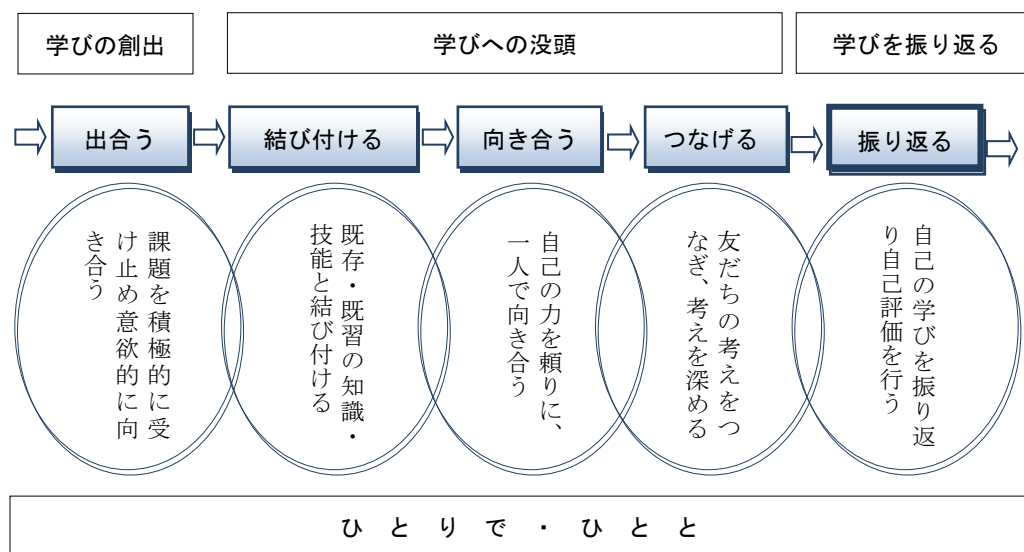 学びの創出
学びへの没頭
学びを振り返る
出合う
結び付ける
向き合う
つなげる
振り返る
課題を積極的に受
け止め意欲的に向
き合う
既存・既習の知識・
技能と結び付ける
自己の力を頼りに、
一人で向き合う
友だちの考えをつ
なぎ、考えを深める
自己の学びを振り返
り自己評価を行う
ひとりで・ひとと